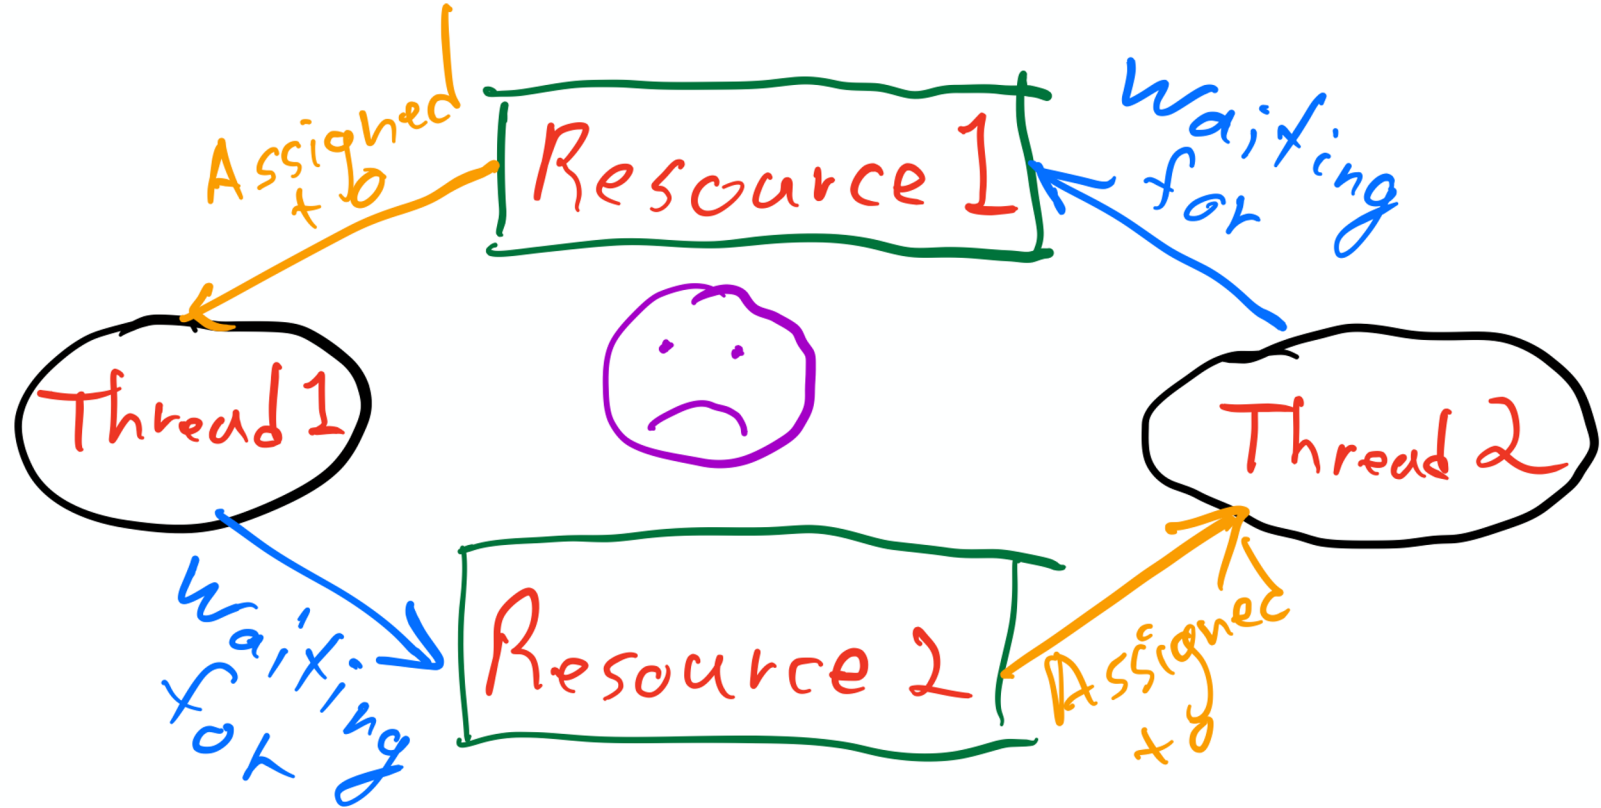 Assigned
to
Resource 1
Waiting
for
Thread 1
Thread 2
Waiting
for
Resource 2
Assigned
to